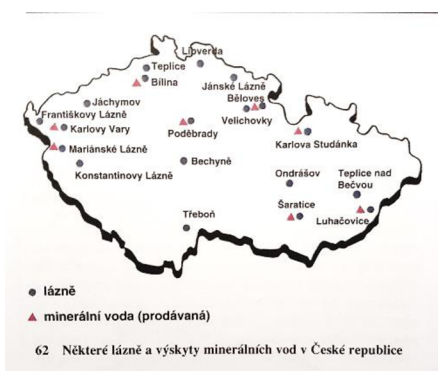 Libverda
Teplice
Bílina
Jánské Lázně
Běloves
Jáchymov
Františkovy Lázně
Velichovky
Karlovy Vary
Poděbrady
Karlova Studánka
Mariánské Lázně
Bechyně
Konstantinovy Lázně
Ondrášov
Teplice nad
Bečvou
Šaratice
Třeboň
Luhačovice
lázně
minerální voda (prodávaná)
62 Některé lázně a výskyty minerálních vod v České republice